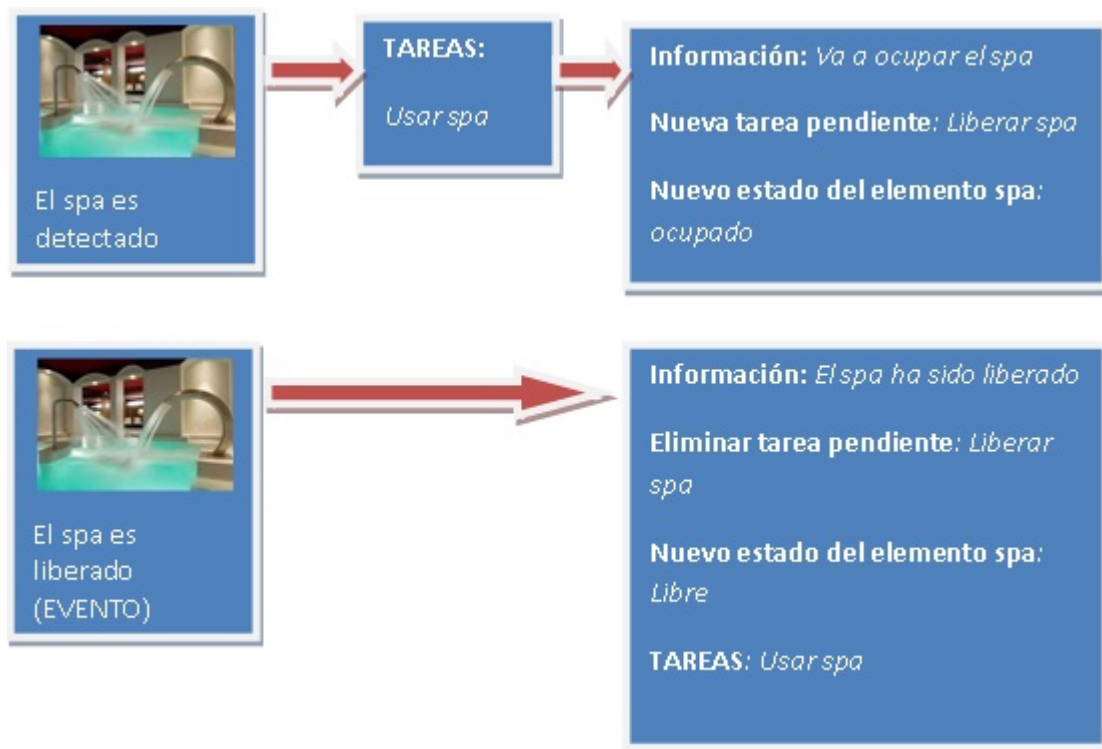 El spa es
detectado
TAREAS:
Usar spa
Información: Va a ocupar el spa
Nueva tarea pendiente: Liberar spa
Nuevo estado del elemento spa:
ocupado
El spa es
liberado
(EVENTO)
Información: El spa ha sido liberado
Eliminar tarea pendiente: Liberar
spa
Nuevo estado del elemento spa:
Libre
TAREAS: Usar spa